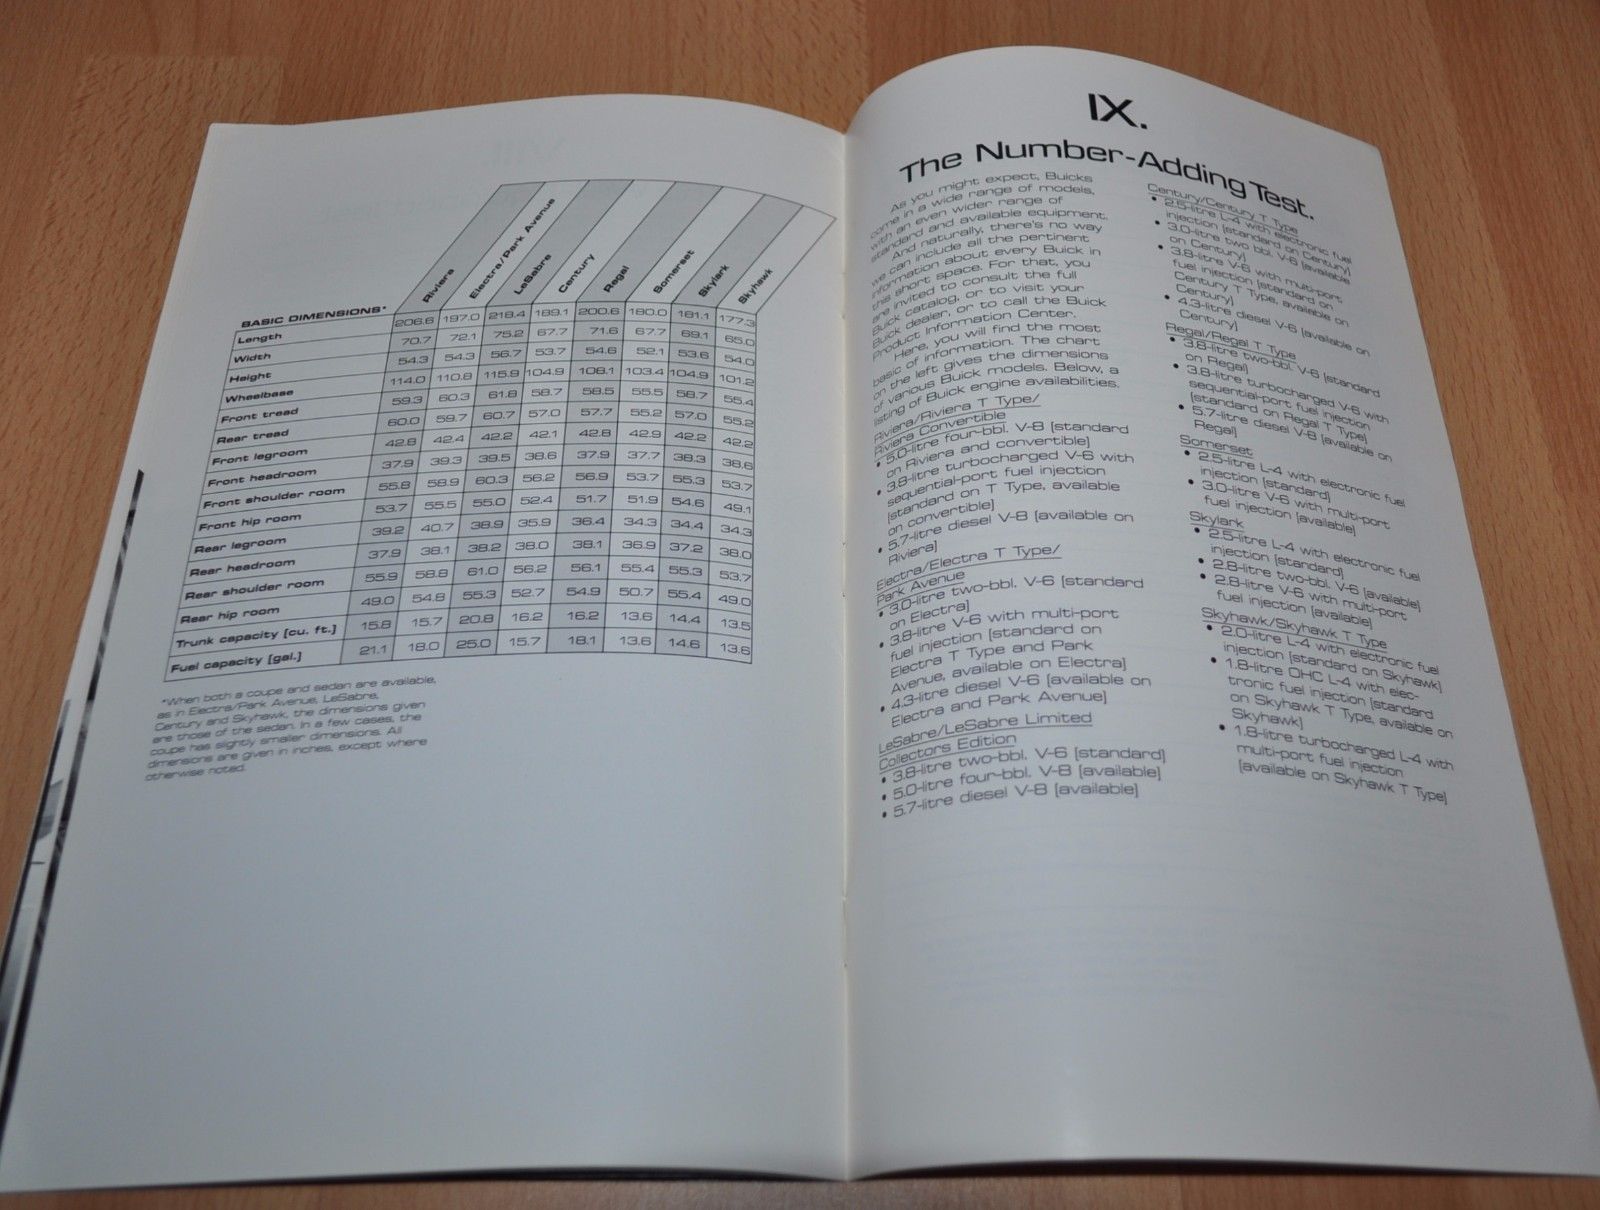 Riviera
Electra/Park Avenue
LeSabre
Century
Regal
Somerset
Skylark
Skyhawk
BASIC DIMENSIONS*
Length 206.6 197.0 218.4 189.1 200.6 180.0 181.1 177.3
Width 70.7 72.1 75.2 67.7 71.6 67.7 69.1 65.0
Height 54.3 54.3 56.7 53.7 54.6 52.1 53.6 54.0
Wheelbase 114.0 110.8 115.9 104.9 108.1 103.4 104.9 101.2
Front tread 59.3 60.3 61.8 58.7 58.5 55.5 58.7 55.4
Rear tread 60.0 59.7 60.7 57.0 57.7 55.2 57.0 55.2
Front legroom 42.8 42.4 42.2 42.1 42.8 42.9 42.2 42.2
Front headroom 37.9 39.3 39.5 38.6 37.9 37.7 38.3 38.6
Front shoulder room 55.8 58.9 60.3 56.2 56.9 53.7 55.3 53.7
Front hip room 53.7 55.5 55.0 52.4 51.7 51.9 54.6 49.1
Rear legroom 39.2 40.7 38.9 35.9 36.4 34.3 34.4 34.3
Rear headroom 37.9 38.1 38.2 38.0 38.1 36.9 37.2 38.0
Rear shoulder room 55.9 58.8 61.0 56.2 56.1 55.4 55.3 53.7
Rear hip room 49.0 54.8 55.3 52.7 54.9 50.7 55.4 49.0
Trunk capacity [cu. ft.] 15.8 15.7 20.8 16.2 16.2 13.6 14.4 13.5
Fuel capacity [gal.] 21.1 18.0 25.0 15.7 18.1 13.6 14.6 13.6
*When both a coupe and sedan are available,
as in Electra/Park Avenue, LeSabre,
Century and Skyhawk, the dimensions given
are those of the sedan. In a few cases, the
coupe has slightly smaller dimensions. All
dimensions are given in inches, except where
otherwise noted.
IX.
The Number-Adding Test.
As you might expect, Buicks
come in a wide range of models,
with an even wider range of
standard and available equipment.
And naturally, there's no way
we can include all the pertinent
information about every Buick in
this short space. For that, you
are invited to consult the full
Buick catalog, or to visit your
Buick dealer, or to call the Buick
Product Information Center.
Here, you will find the most
basic of information. The chart
on the left gives the dimensions
of various Buick models. Below, a
listing of Buick engine availabilities.
Riviera/Riviera T Type/
Riviera Convertible
• 5.0-litre four-bbl. V-8 [standard
on Riviera and convertible]
• 3.8-litre turbocharged V-6 with
sequential-port fuel injection
[standard on T Type, available
on convertible]
• 5.7-litre diesel V-8 [available on
Riviera]
Electra/Electra T Type/
Park Avenue
• 3.0-litre two-bbl. V-6 [standard
on Electra]
• 3.8-litre V-6 with multi-port
fuel injection [standard on
Electra T Type and Park
Avenue, available on Electra]
• 4.3-litre diesel V-6 [available on
Electra and Park Avenue]
LeSabre/LeSabre Limited
Collectors Edition
• 3.8-litre two-bbl. V-6 [standard]
• 5.0-litre four-bbl. V-8 [available]
• 5.7-litre diesel V-8 [available]
Century/Century T Type
• 2.5-litre L-4 with electronic fuel
injection [standard on Century]
• 3.0-litre two bbl. V-6 [available
on Century]
• 3.8-litre V-6 with multi-port
fuel injection [standard on
Century T Type, available on
Century]
• 4.3-litre diesel V-6 [available on
Century]
Regal/Regal T Type
• 3.8-litre two-bbl. V-6 [standard
on Regal]
• 3.8-litre turbocharged V-6 with
sequential-port fuel injection
[standard on Regal T Type]
• 5.7-litre diesel V-8 [available on
Regal]
Somerset
• 2.5-litre L-4 with electronic fuel
injection [standard]
• 3.0-litre V-6 with multi-port
fuel injection [available]
Skylark
• 2.5-litre L-4 with electronic fuel
injection [standard]
• 2.8-litre two-bbl. V-6 [available]
• 2.8-litre V-6 with multi-port
fuel injection [available]
Skyhawk/Skyhawk T Type
• 2.0-litre L-4 with electronic fuel
injection [standard on Skyhawk]
• 1.8-litre OHC L-4 with elec-
tronic fuel injection [standard
on Skyhawk T Type, available on
Skyhawk]
• 1.8-litre turbocharged L-4 with
multi-port fuel injection
[available on Skyhawk T Type]